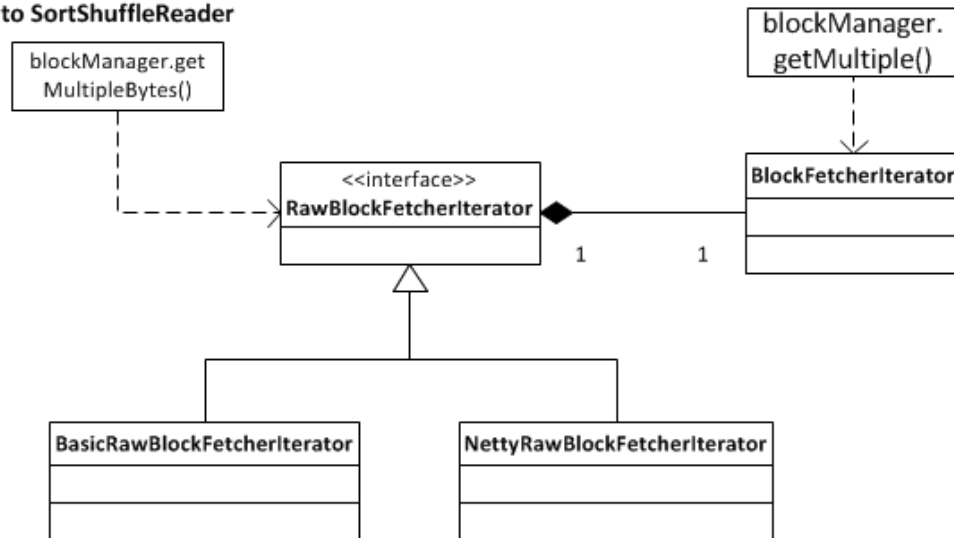 to SortShuffleReader
blockManager.get
MultipleBytes()
blockManager.
getMultiple()
<<interface>>
RawBlockFetcherIterator
BlockFetcherIterator
1
1
BasicRawBlockFetcherIterator
NettyRawBlockFetcherIterator